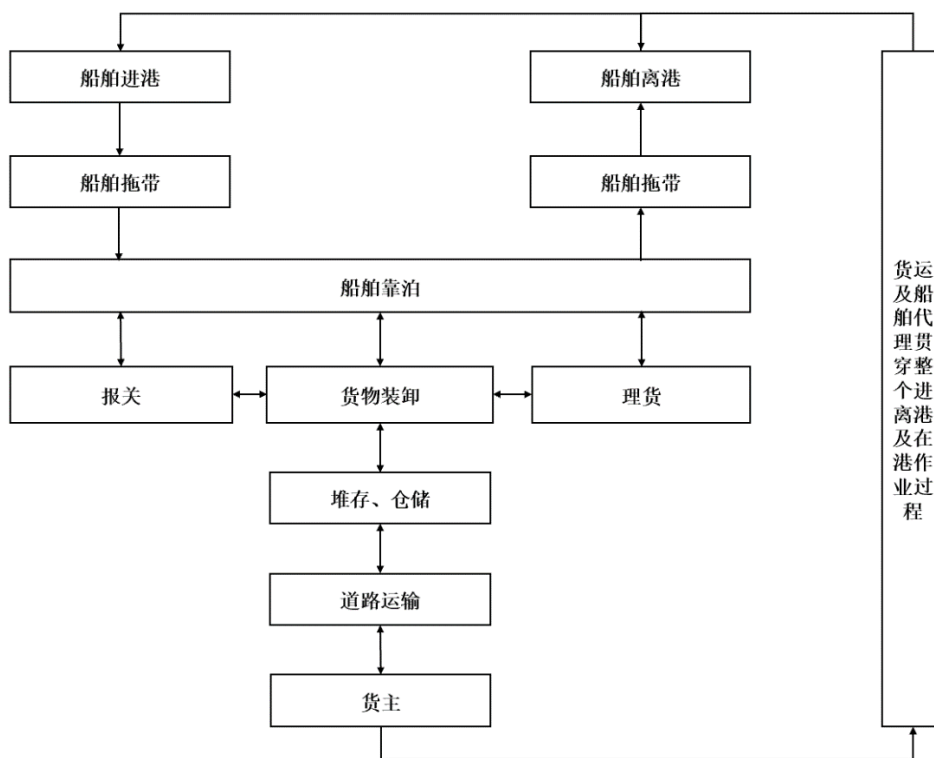 船舶进港
船舶离港
船舶拖带
船舶拖带
船舶靠泊
报关
货物装卸
理货
堆存、仓储
道路运输
货主
货运
及船
舶代
理贯
穿整
个进
离港
及在
港作
业过
程